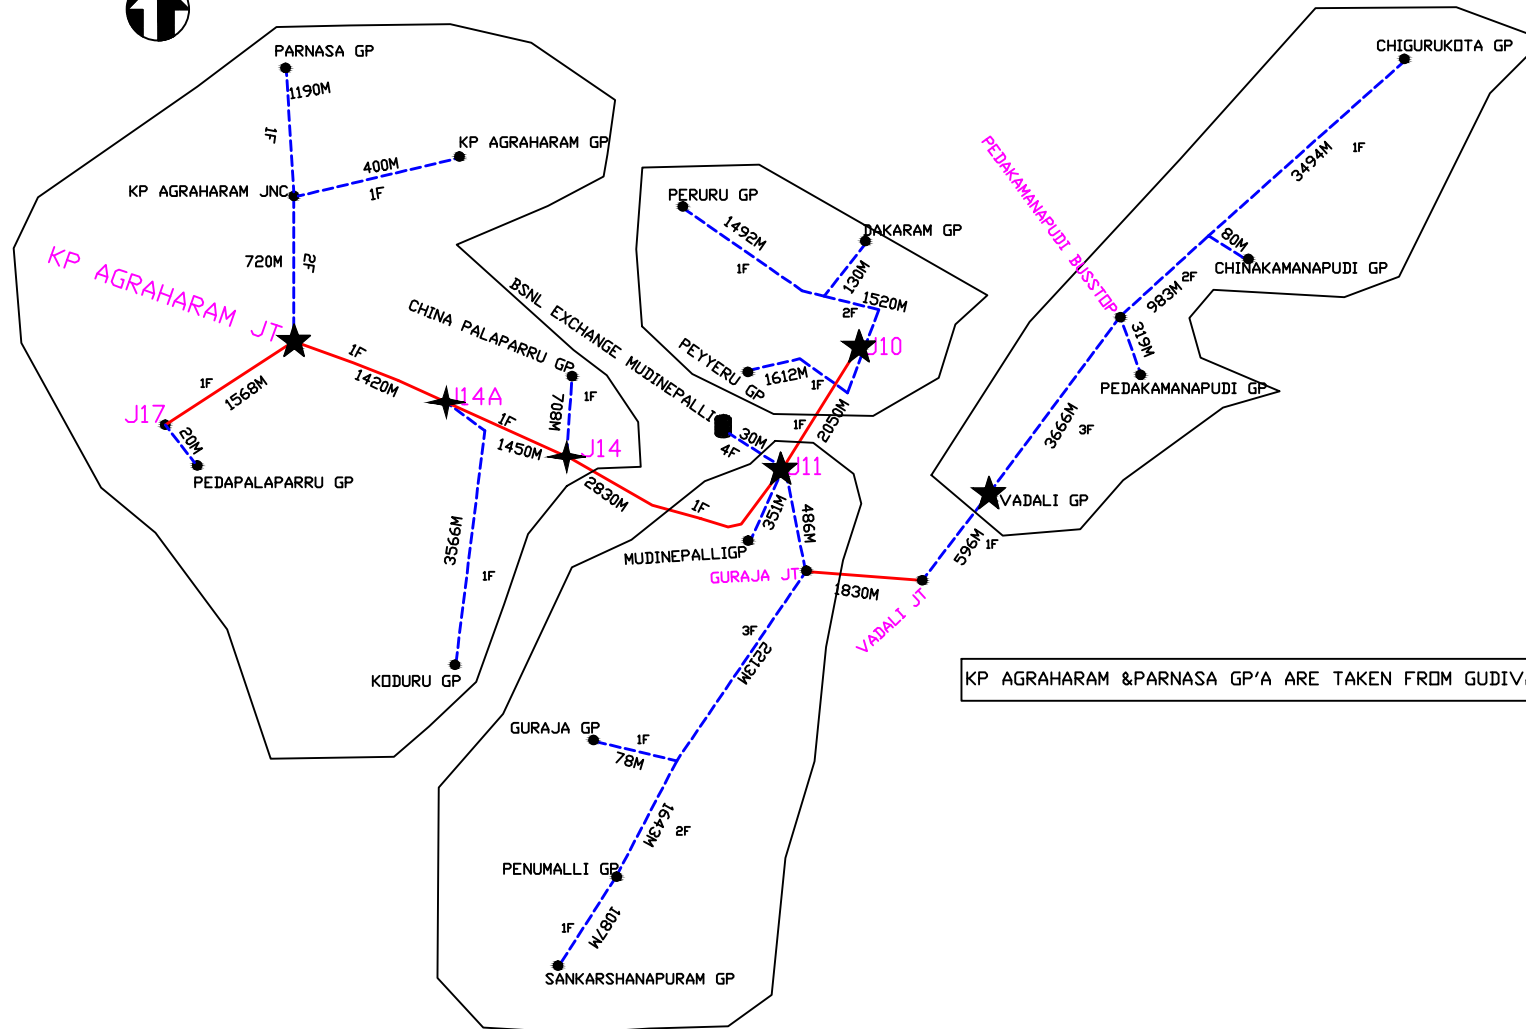 PARNASA GP
1190M
1F
KP AGRAHARAM GP
400M
1F
KP AGRAHARAM JNC
720M
2F
KP AGRAHARAM JT
1F
1420M
1F
1568M
J17
20M
PEDAPALAPARRU GP
J14A
1F
1450M
CHINA PALAPARRU GP
1F
708M
J14
2830M
1F
3566M
1F
KODURU GP
BSNL EXCHANGE MUDINEPALLI
30M
4F
PERURU GP
1492M
1F
DAKARAM GP
130M
1520M
2F
J10
PEYYERU GP
1612M
1F
1F
2050M
J11
351M
486M
MUDINEPALLIGP
GURAJA JT
1830M
VADALI JT
596M
1F
VADALI GP
3666M
3F
PEDAKAMANAPUDI BUSSTOP
319M
PEDAKAMANAPUDI GP
983M
2F
80M
CHINAKAMANAPUDI GP
3494M
1F
CHIGURUKOTA GP
3F
2213M
GURAJA GP
1F
78M
1643M
2F
PENUMALLI GP
1F
1087M
SANKARSHANAPURAM GP
KP AGRAHARAM &PARNASA GP'A ARE TAKEN FROM